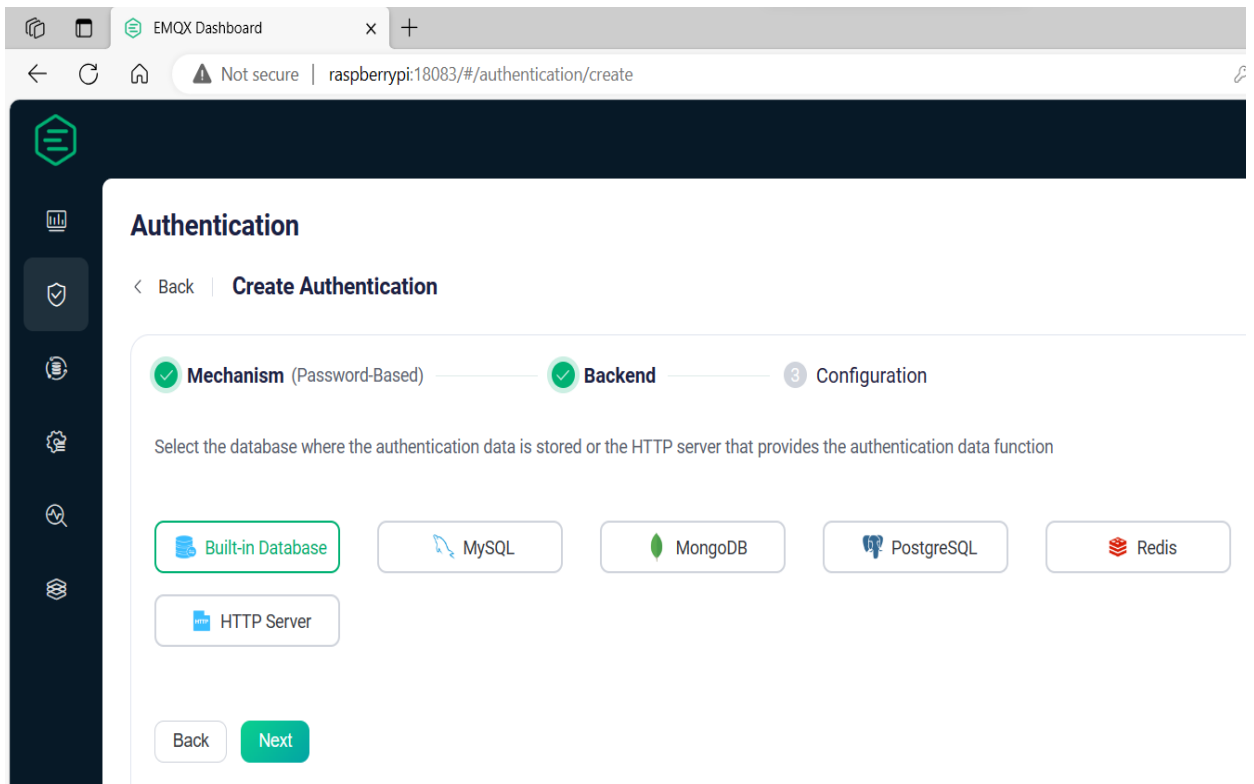 EMQX Dashboard
Not secure | raspberrypi:18083/#/authentication/create
Authentication
Back | Create Authentication
Mechanism (Password-Based) Backend 3 Configuration
Select the database where the authentication data is stored or the HTTP server that provides the authentication data function
Built-in Database MySQL MongoDB PostgreSQL Redis
HTTP HTTP Server
Back Next